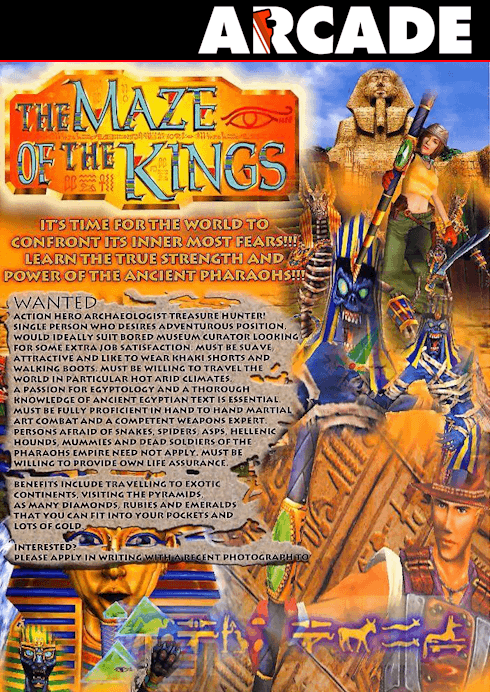 ARCADE
THE MAZE
OF THE KINGS
IT'S TIME FOR THE WORLD TO
CONFRONT ITS INNER MOST FEARS!!!
LEARN THE TRUE STRENGTH AND
POWER OF THE ANCIENT PHARAOHS!!!
WANTED
ACTION HERO ARCHAEOLOGIST TREASURE HUNTER!
SINGLE PERSON WHO DESIRES ADVENTUROUS POSITION.
WOULD IDEALLY SUIT BORED MUSEUM CURATOR LOOKING
FOR SOME EXTRA JOB SATISFACTION. MUST BE SUAVE,
ATTRACTIVE AND LIKE TO WEAR KHAKI SHORTS AND
WALKING BOOTS. MUST BE WILLING TO TRAVEL THE
WORLD IN PARTICULAR HOT ARID CLIMATES.
A PASSION FOR EGYPTOLOGY AND A THOROUGH
KNOWLEDGE OF ANCIENT EGYPTIAN TEXT IS ESSENTIAL.
MUST BE FULLY PROFICIENT IN HAND TO HAND MARTIAL
ART COMBAT AND A COMPETENT WEAPONS EXPERT.
PERSONS AFRAID OF SNAKES, SPIDERS, ASPS, HELLENIC
HOUNDS, MUMMIES AND DEAD SOLDIERS OF THE
PHARAOHS EMPIRE NEED NOT APPLY. MUST BE
WILLING TO PROVIDE OWN LIFE ASSURANCE.
BENEFITS INCLUDE TRAVELLING TO EXOTIC
CONTINENTS, VISITING THE PYRAMIDS,
AS MANY DIAMONDS, RUBIES AND EMERALDS
THAT YOU CAN FIT INTO YOUR POCKETS AND
LOTS OF GOLD.
INTERESTED?
PLEASE APPLY IN WRITING WITH A RECENT PHOTOGRAPH TO